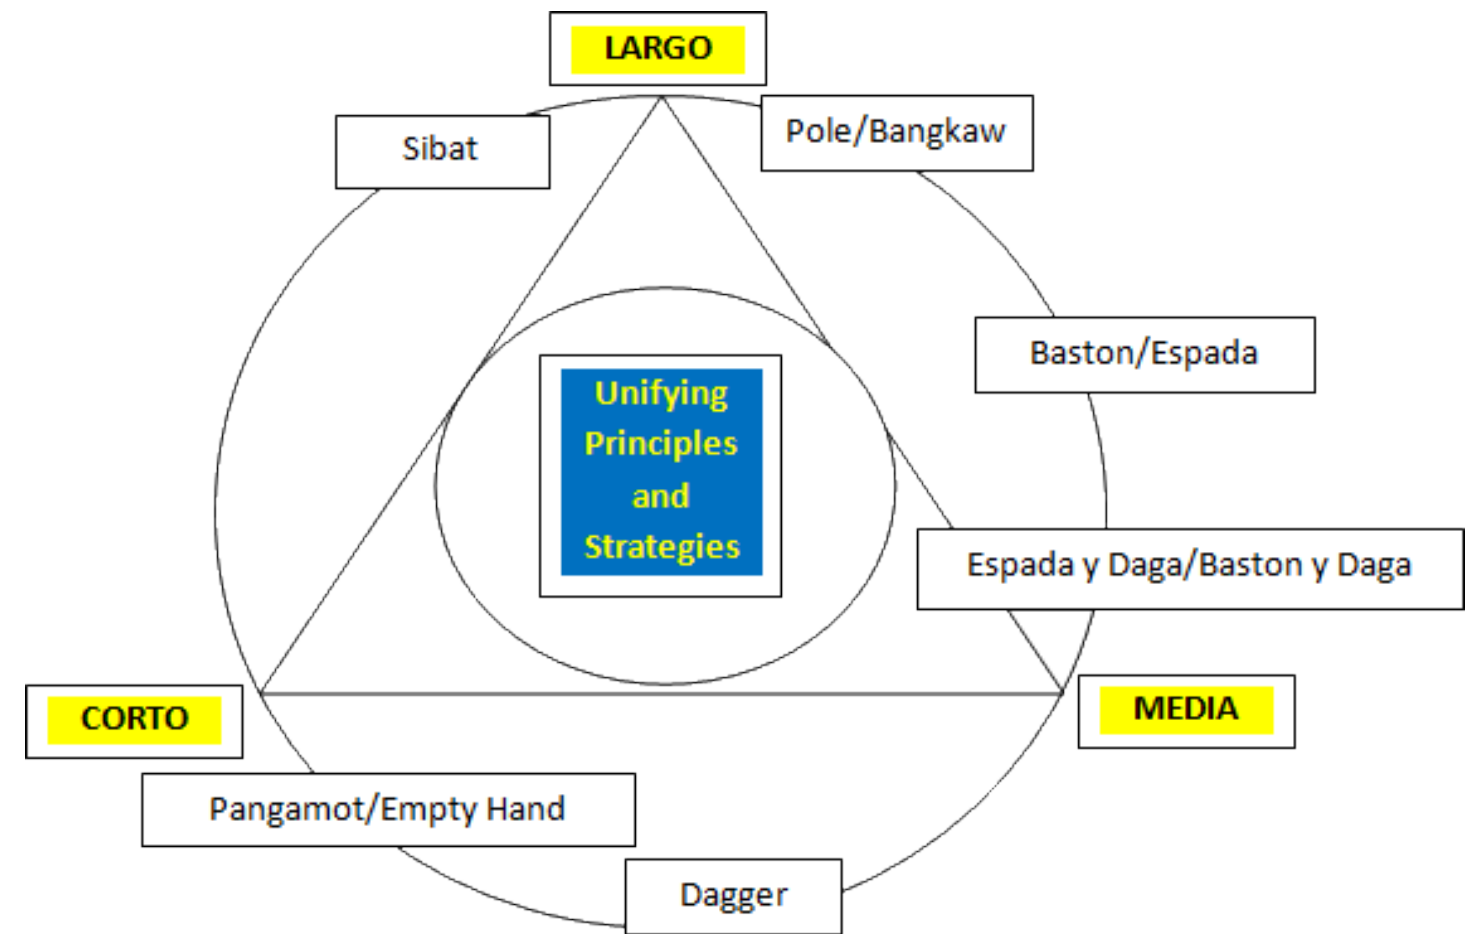 LARGO
Sibat
Pole/Bangkaw
Baston/Espada
Unifying
Principles
and
Strategies
Espada y Daga/Baston y Daga
CORTO
MEDIA
Pangamot/Empty Hand
Dagger